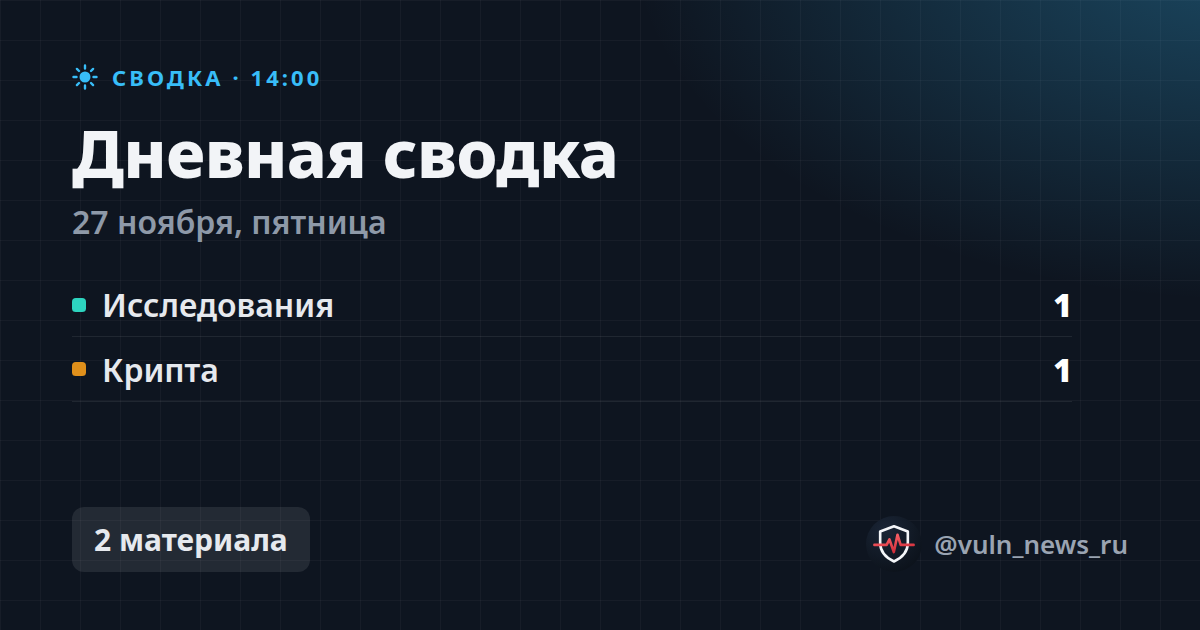 СВОДКА · 14:00
Дневная сводка
27 ноября, пятница
Исследования 1
Крипта 1
2 материала
@vuln_news_ru